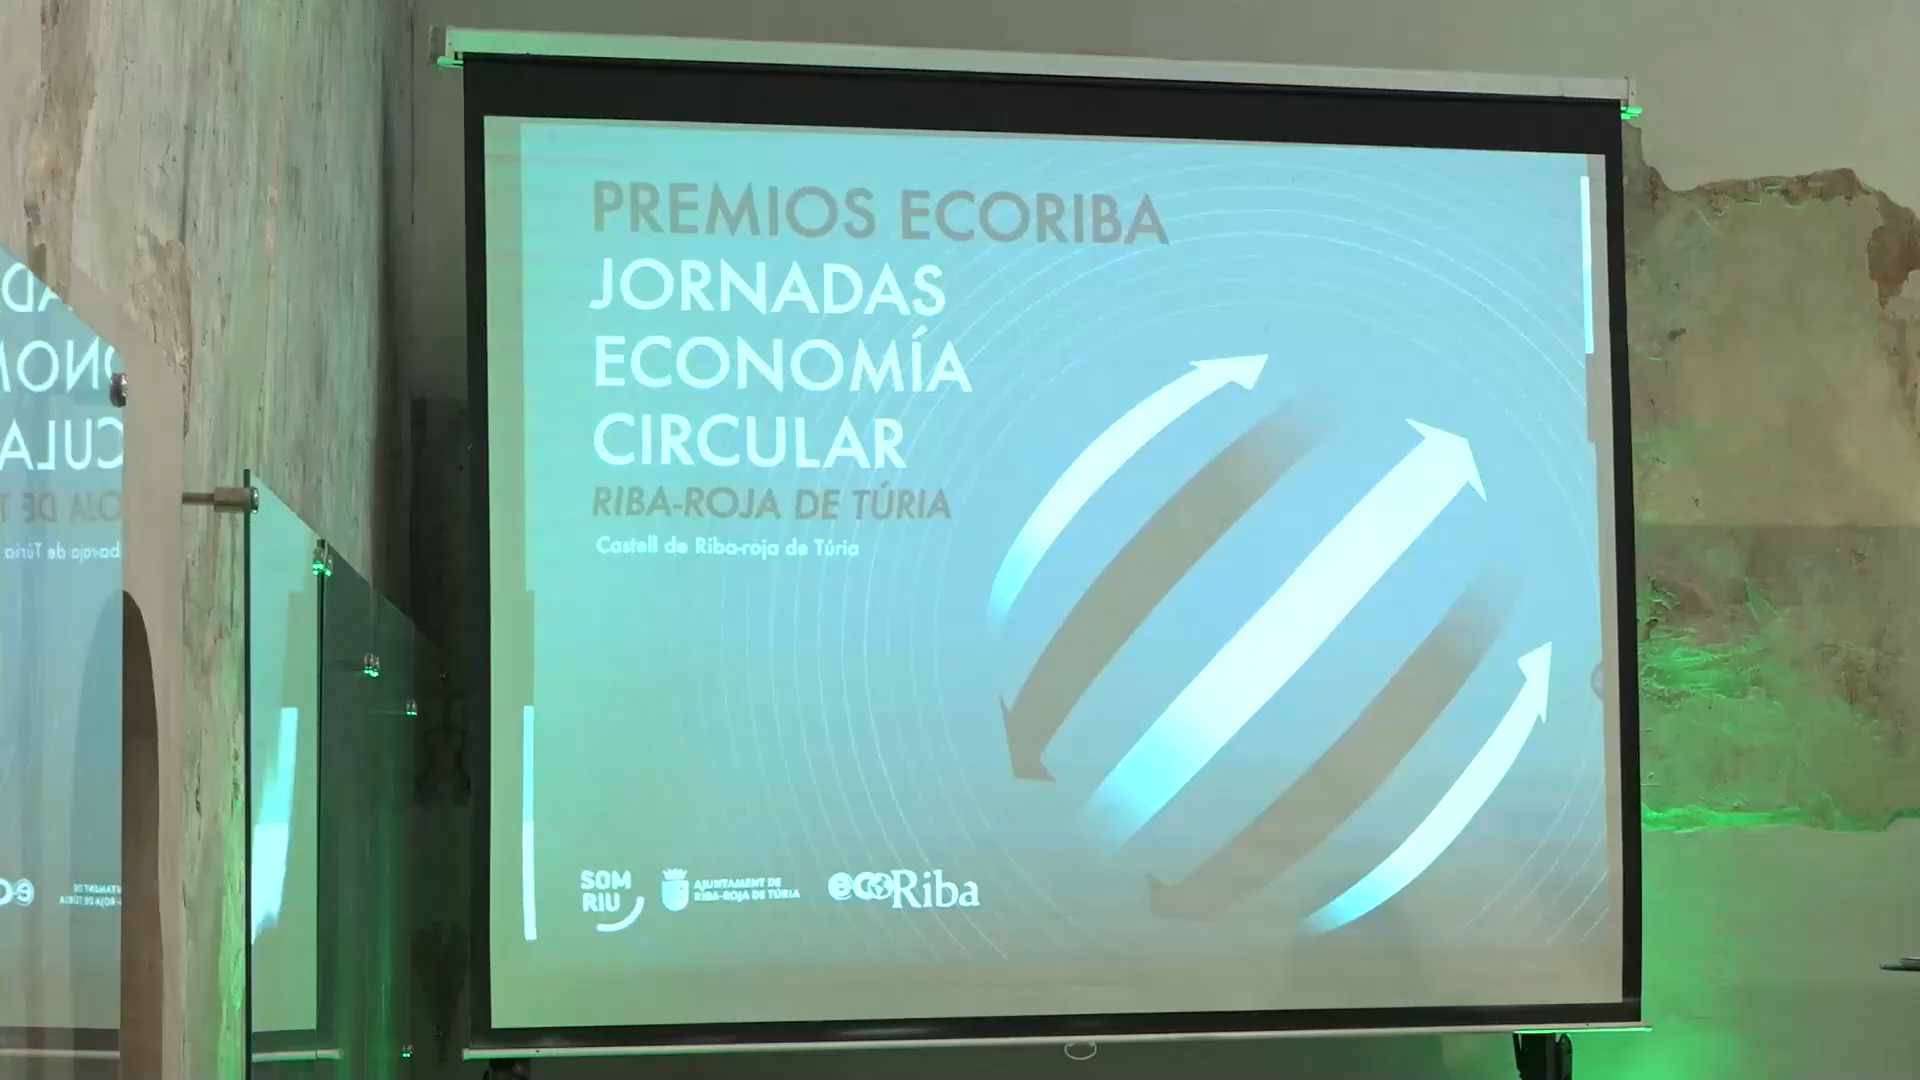 PREMIOS ECORIBA
JORNADAS
ECONOMÍA
CIRCULAR
RIBA-ROJA DE TÚRIA
Castell de Riba-roja de Túria
SOM
RIU
AJUNTAMENT DE
RIBA-ROJA DE TÚRIA
ecoRiba